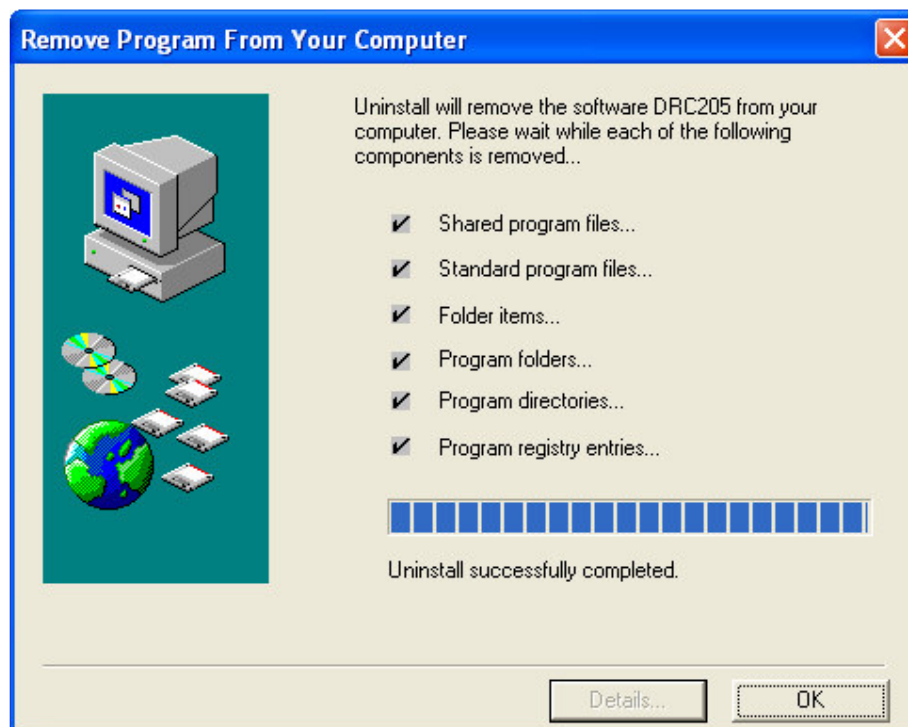 Remove Program From Your Computer
Uninstall will remove the software DRC205 from your
computer. Please wait while each of the following
components is removed...
Shared program files...
Standard program files...
Folder items...
Program folders...
Program directories...
Program registry entries...
Uninstall successfully completed.
Details...
OK